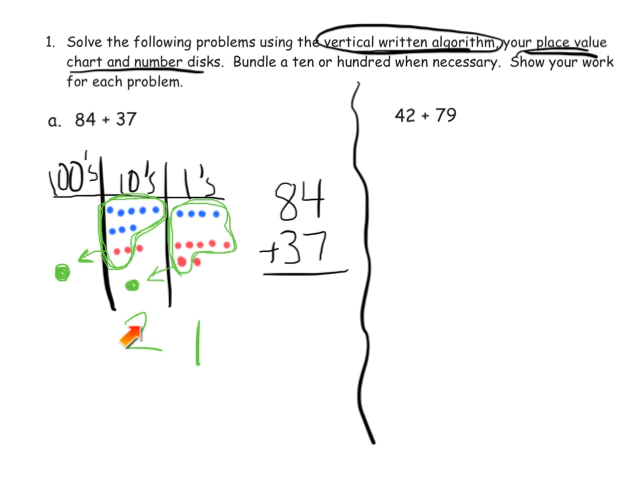 1. Solve the following problems using the vertical written algorithm, your place value
chart and number disks. Bundle a ten or hundred when necessary. Show your work
for each problem.
a. 84 + 37
42 + 79
100's 10's 1's
84
+37
2 1